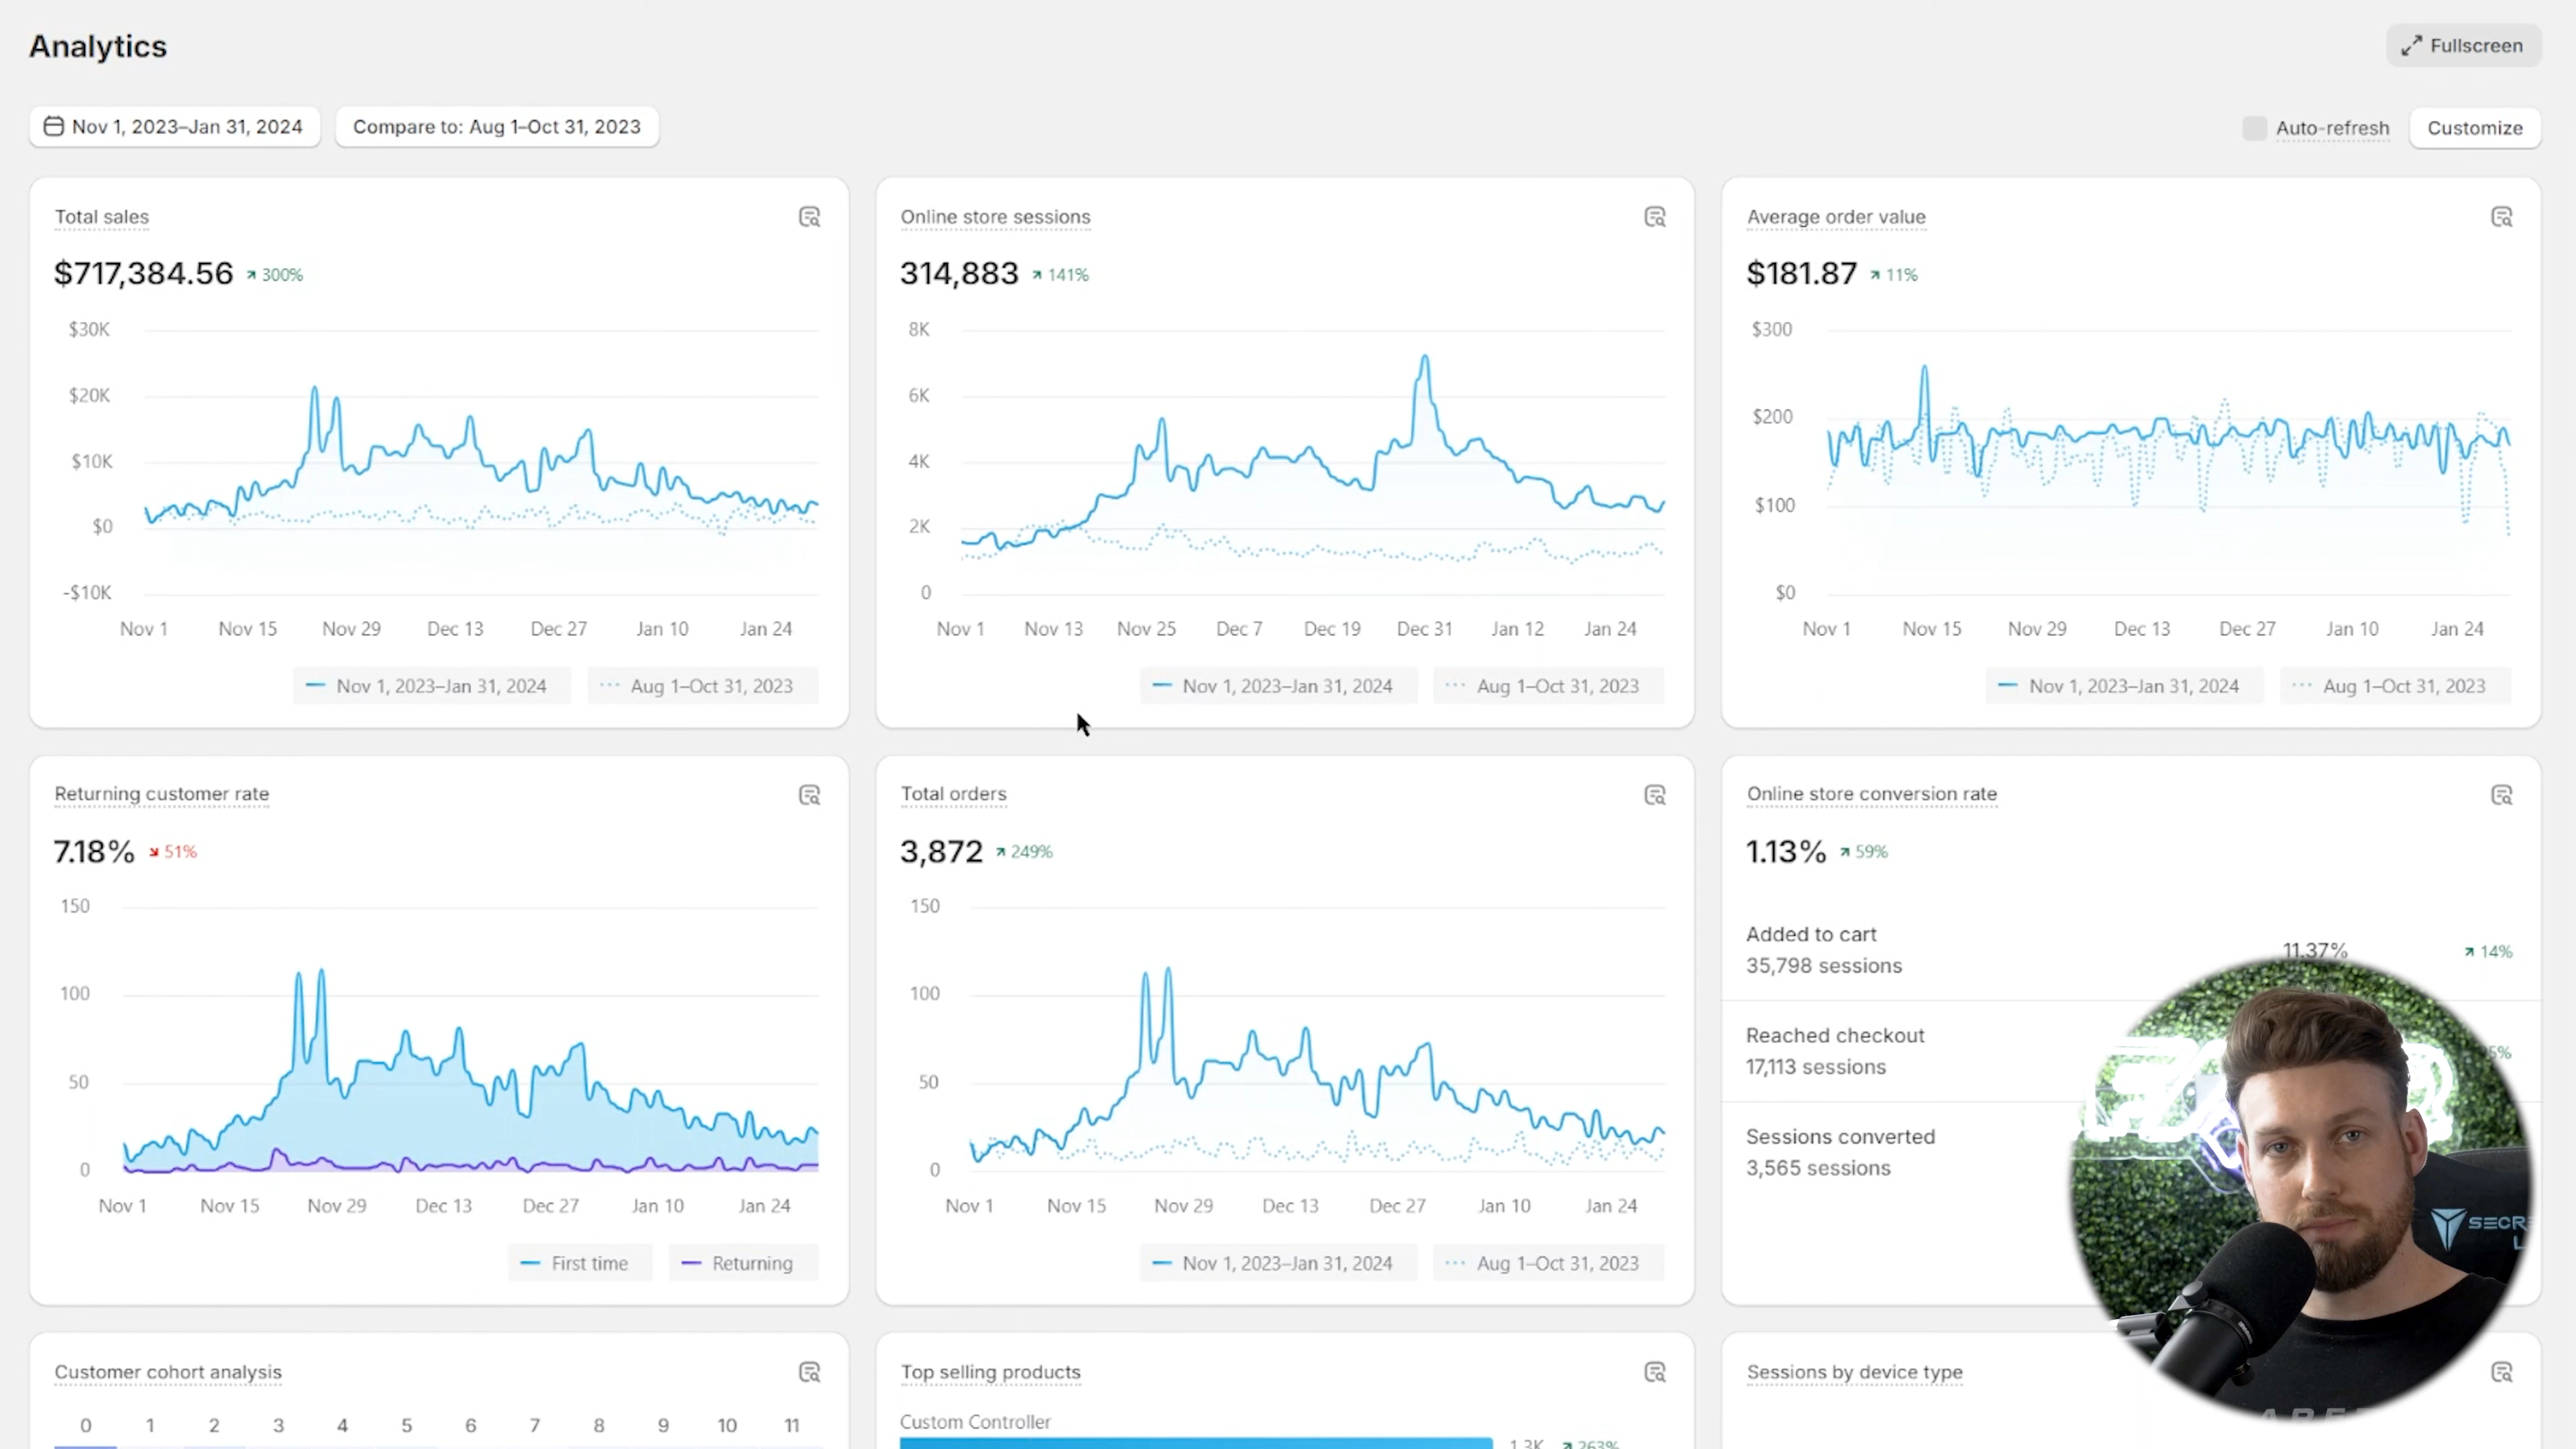 Analytics
Fullscreen
Nov 1, 2023–Jan 31, 2024
Compare to: Aug 1–Oct 31, 2023
Auto-refresh
Customize
Total sales
$717,384.56 300%
$30K
$20K
$10K
$0
-$10K
Nov 1 Nov 15 Nov 29 Dec 13 Dec 27 Jan 10 Jan 24
Nov 1, 2023–Jan 31, 2024 Aug 1–Oct 31, 2023
Online store sessions
314,883 141%
8K
6K
4K
2K
0
Nov 1 Nov 13 Nov 25 Dec 7 Dec 19 Dec 31 Jan 12 Jan 24
Nov 1, 2023–Jan 31, 2024 Aug 1–Oct 31, 2023
Average order value
$181.87 11%
$300
$200
$100
$0
Nov 1 Nov 15 Nov 29 Dec 13 Dec 27 Jan 10 Jan 24
Nov 1, 2023–Jan 31, 2024 Aug 1–Oct 31, 2023
Returning customer rate
7.18% 51%
150
100
50
0
Nov 1 Nov 15 Nov 29 Dec 13 Dec 27 Jan 10 Jan 24
First time Returning
Total orders
3,872 249%
150
100
50
0
Nov 1 Nov 15 Nov 29 Dec 13 Dec 27 Jan 10 Jan 24
Nov 1, 2023–Jan 31, 2024 Aug 1–Oct 31, 2023
Online store conversion rate
1.13% 59%
Added to cart
35,798 sessions
11.37% 14%
Reached checkout
17,113 sessions
Sessions converted
3,565 sessions
SECR
L
Customer cohort analysis
0 1 2 3 4 5 6 7 8 9 10 11
Top selling products
Custom Controller
1.3K 263%
Sessions by device type